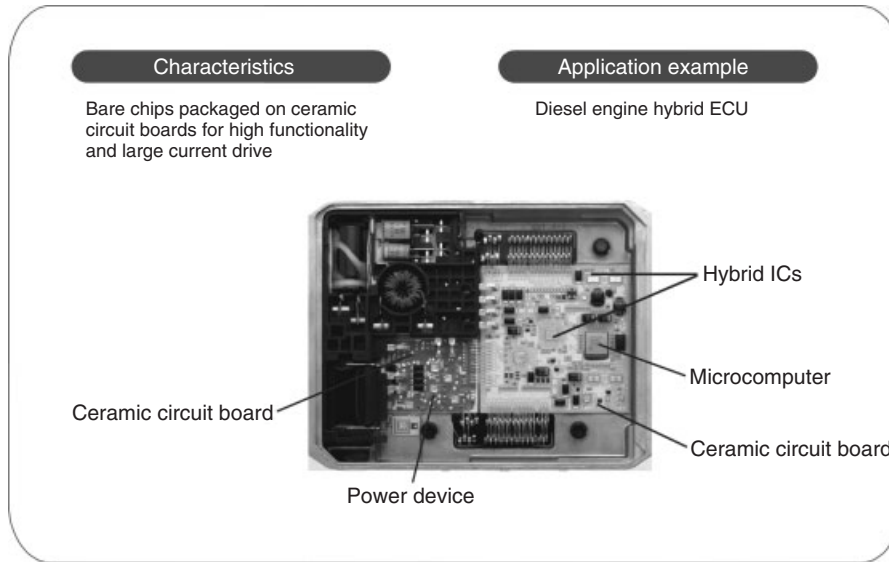 Characteristics
Bare chips packaged on ceramic
circuit boards for high functionality
and large current drive
Application example
Diesel engine hybrid ECU
Hybrid ICs
Microcomputer
Ceramic circuit board
Ceramic circuit board
Power device